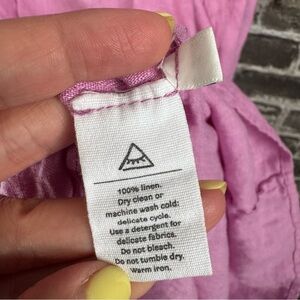 100% linen.
Dry clean or
machine wash cold:
delicate cycle.
Use a detergent for
delicate fabrics.
Do not bleach.
Do not tumble dry.
Warm iron.